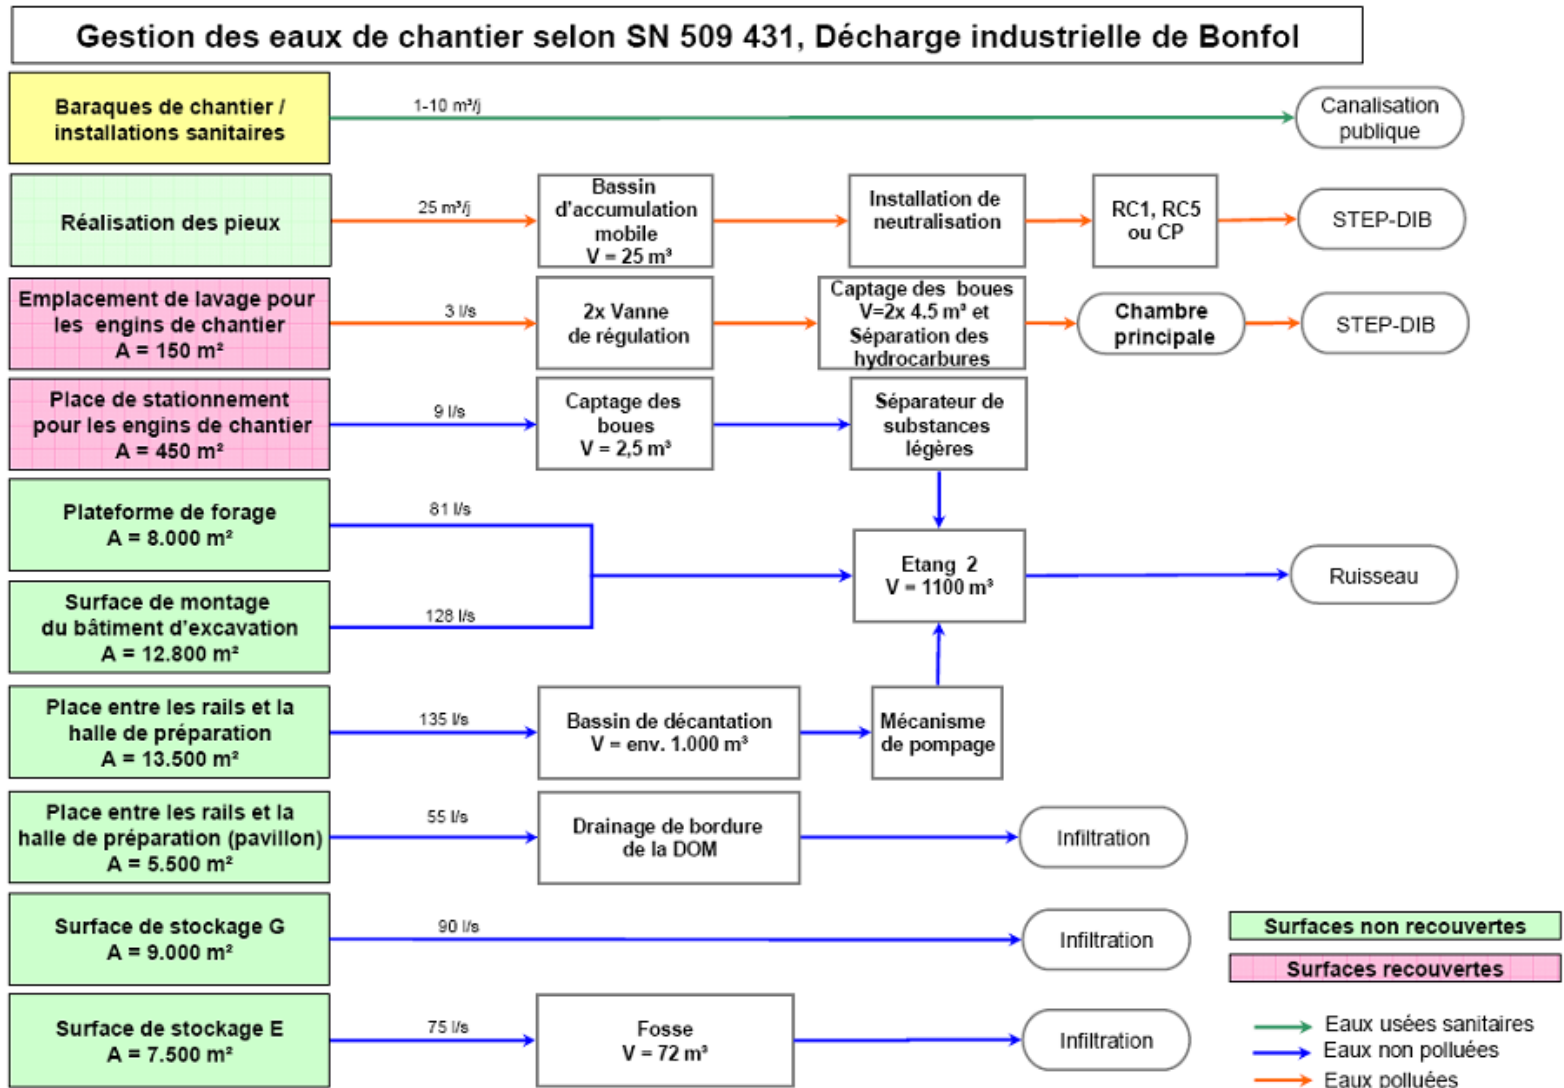 Gestion des eaux de chantier selon SN 509 431, Décharge industrielle de Bonfol
Baraques de chantier /
installations sanitaires
1-10 m³/j
Canalisation
publique
Réalisation des pieux
25 m³/j
Bassin
d'accumulation
mobile
V = 25 m³
Installation de
neutralisation
RC1, RC5
ou CP
STEP-DIB
Emplacement de lavage pour
les engins de chantier
A = 150 m²
3 l/s
2x Vanne
de régulation
Captage des boues
V=2x 4.5 m³ et
Séparation des
hydrocarbures
Chambre
principale
STEP-DIB
Place de stationnement
pour les engins de chantier
A = 450 m²
9 l/s
Captage des
boues
V = 2,5 m³
Séparateur de
substances
légères
Plateforme de forage
A = 8.000 m²
81 l/s
Etang 2
V = 1100 m³
Ruisseau
Surface de montage
du bâtiment d'excavation
A = 12.800 m²
128 l/s
Place entre les rails et la
halle de préparation
A = 13.500 m²
135 l/s
Bassin de décantation
V = env. 1.000 m³
Mécanisme
de pompage
Place entre les rails et la
halle de préparation (pavillon)
A = 5.500 m²
55 l/s
Drainage de bordure
de la DOM
Infiltration
Surface de stockage G
A = 9.000 m²
90 l/s
Infiltration
Surface de stockage E
A = 7.500 m²
75 l/s
Fosse
V = 72 m³
Infiltration
Surfaces non recouvertes
Surfaces recouvertes
Eaux usées sanitaires
Eaux non polluées
Eaux polluées